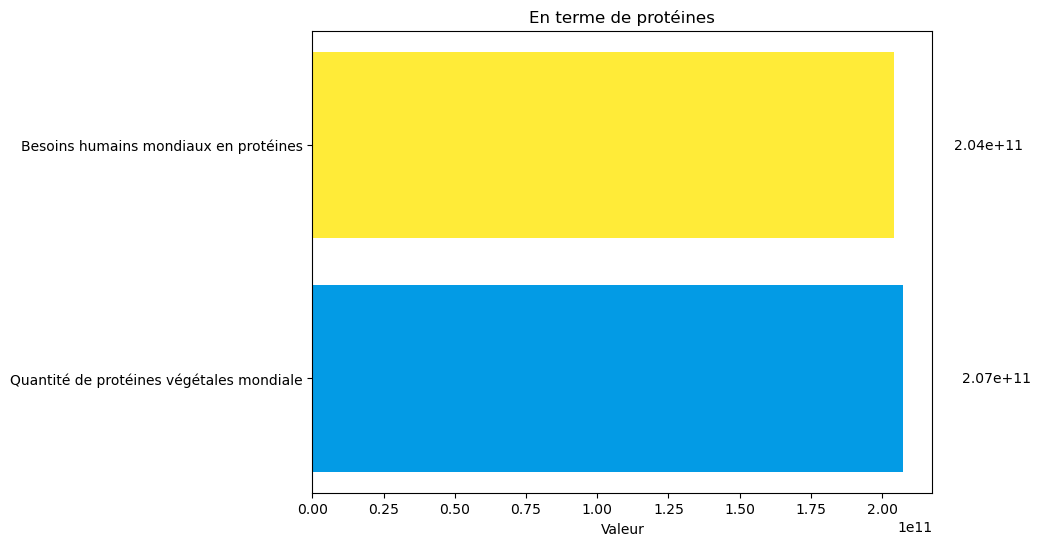 En terme de protéines
Besoins humains mondiaux en protéines
2.04e+11
Quantité de protéines végétales mondiale
2.07e+11
0.00 0.25 0.50 0.75 1.00 1.25 1.50 1.75 2.00
1e11
Valeur